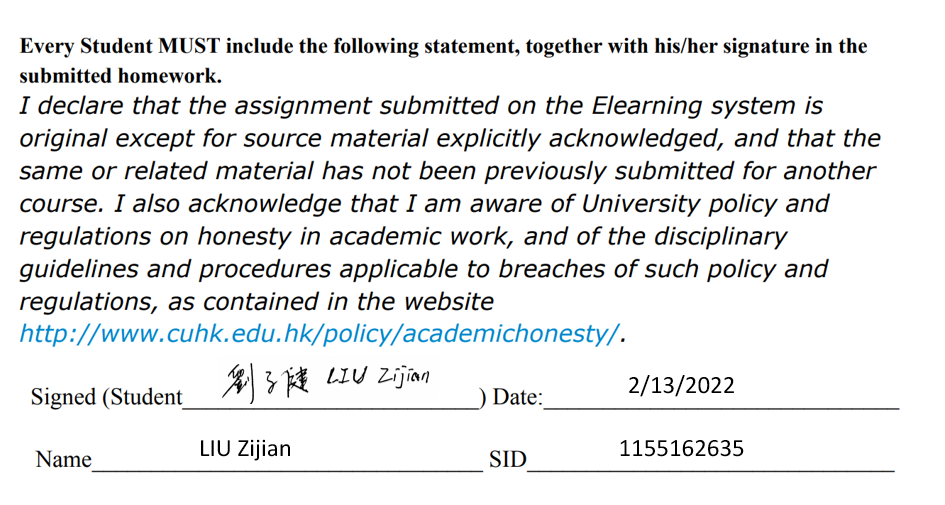 Every Student MUST include the following statement, together with his/her signature in the
submitted homework.
I declare that the assignment submitted on the Elearning system is
original except for source material explicitly acknowledged, and that the
same or related material has not been previously submitted for another
course. I also acknowledge that I am aware of University policy and
regulations on honesty in academic work, and of the disciplinary
guidelines and procedures applicable to breaches of such policy and
regulations, as contained in the website
http://www.cuhk.edu.hk/policy/academichonesty/.
Signed (Student 劉子健 LIU Zijian ) Date: 2/13/2022
Name LIU Zijian SID 1155162635